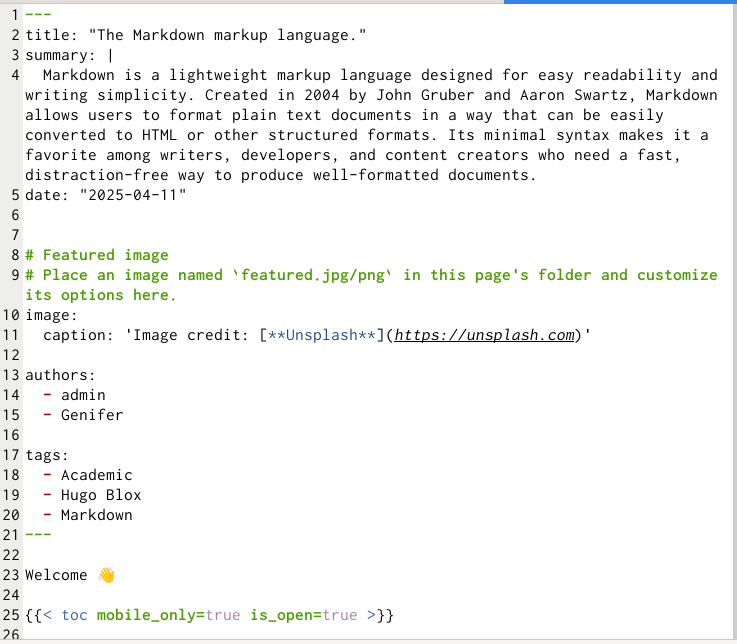 1 ---
2 title: "The Markdown markup language."
3 summary: |
4   Markdown is a lightweight markup language designed for easy readability and
writing simplicity. Created in 2004 by John Gruber and Aaron Swartz, Markdown
allows users to format plain text documents in a way that can be easily
converted to HTML or other structured formats. Its minimal syntax makes it a
favorite among writers, developers, and content creators who need a fast,
distraction-free way to produce well-formatted documents.
5 date: "2025-04-11"
6
7
8 # Featured image
9 # Place an image named `featured.jpg/png` in this page's folder and customize
its options here.
10 image:
11   caption: 'Image credit: [**Unsplash**](https://unsplash.com)'
12
13 authors:
14   - admin
15   - Genifer
16
17 tags:
18   - Academic
19   - Hugo Blox
20   - Markdown
21 ---
22
23 Welcome 👋
24
25 {{< toc mobile_only=true is_open=true >}}
26